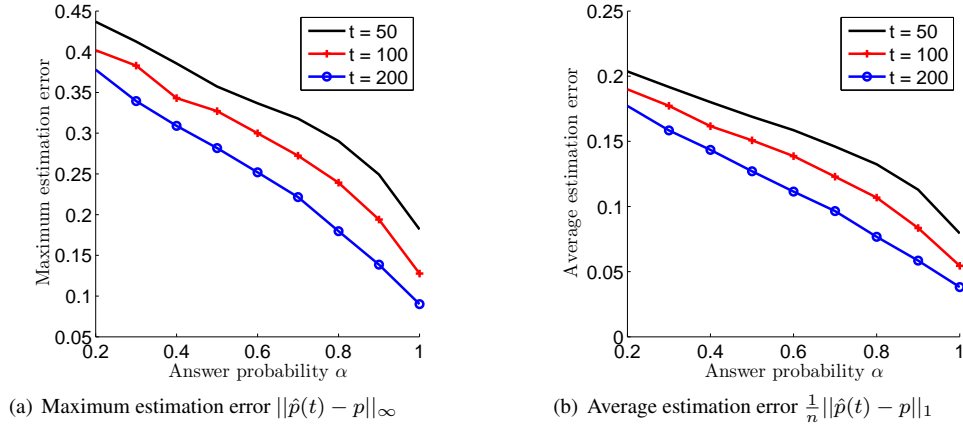 0.45
0.4
0.35
0.3
0.25
0.2
0.15
0.1
0.05
Maximum estimation error
t = 50
t = 100
t = 200
0.2 0.4 0.6 0.8 1
Answer probability α
(a) Maximum estimation error ||p̂(t) − p||∞
0.25
0.2
0.15
0.1
0.05
0
Average estimation error
t = 50
t = 100
t = 200
0.2 0.4 0.6 0.8 1
Answer probability α
(b) Average estimation error 1/n||p̂(t) − p||₁